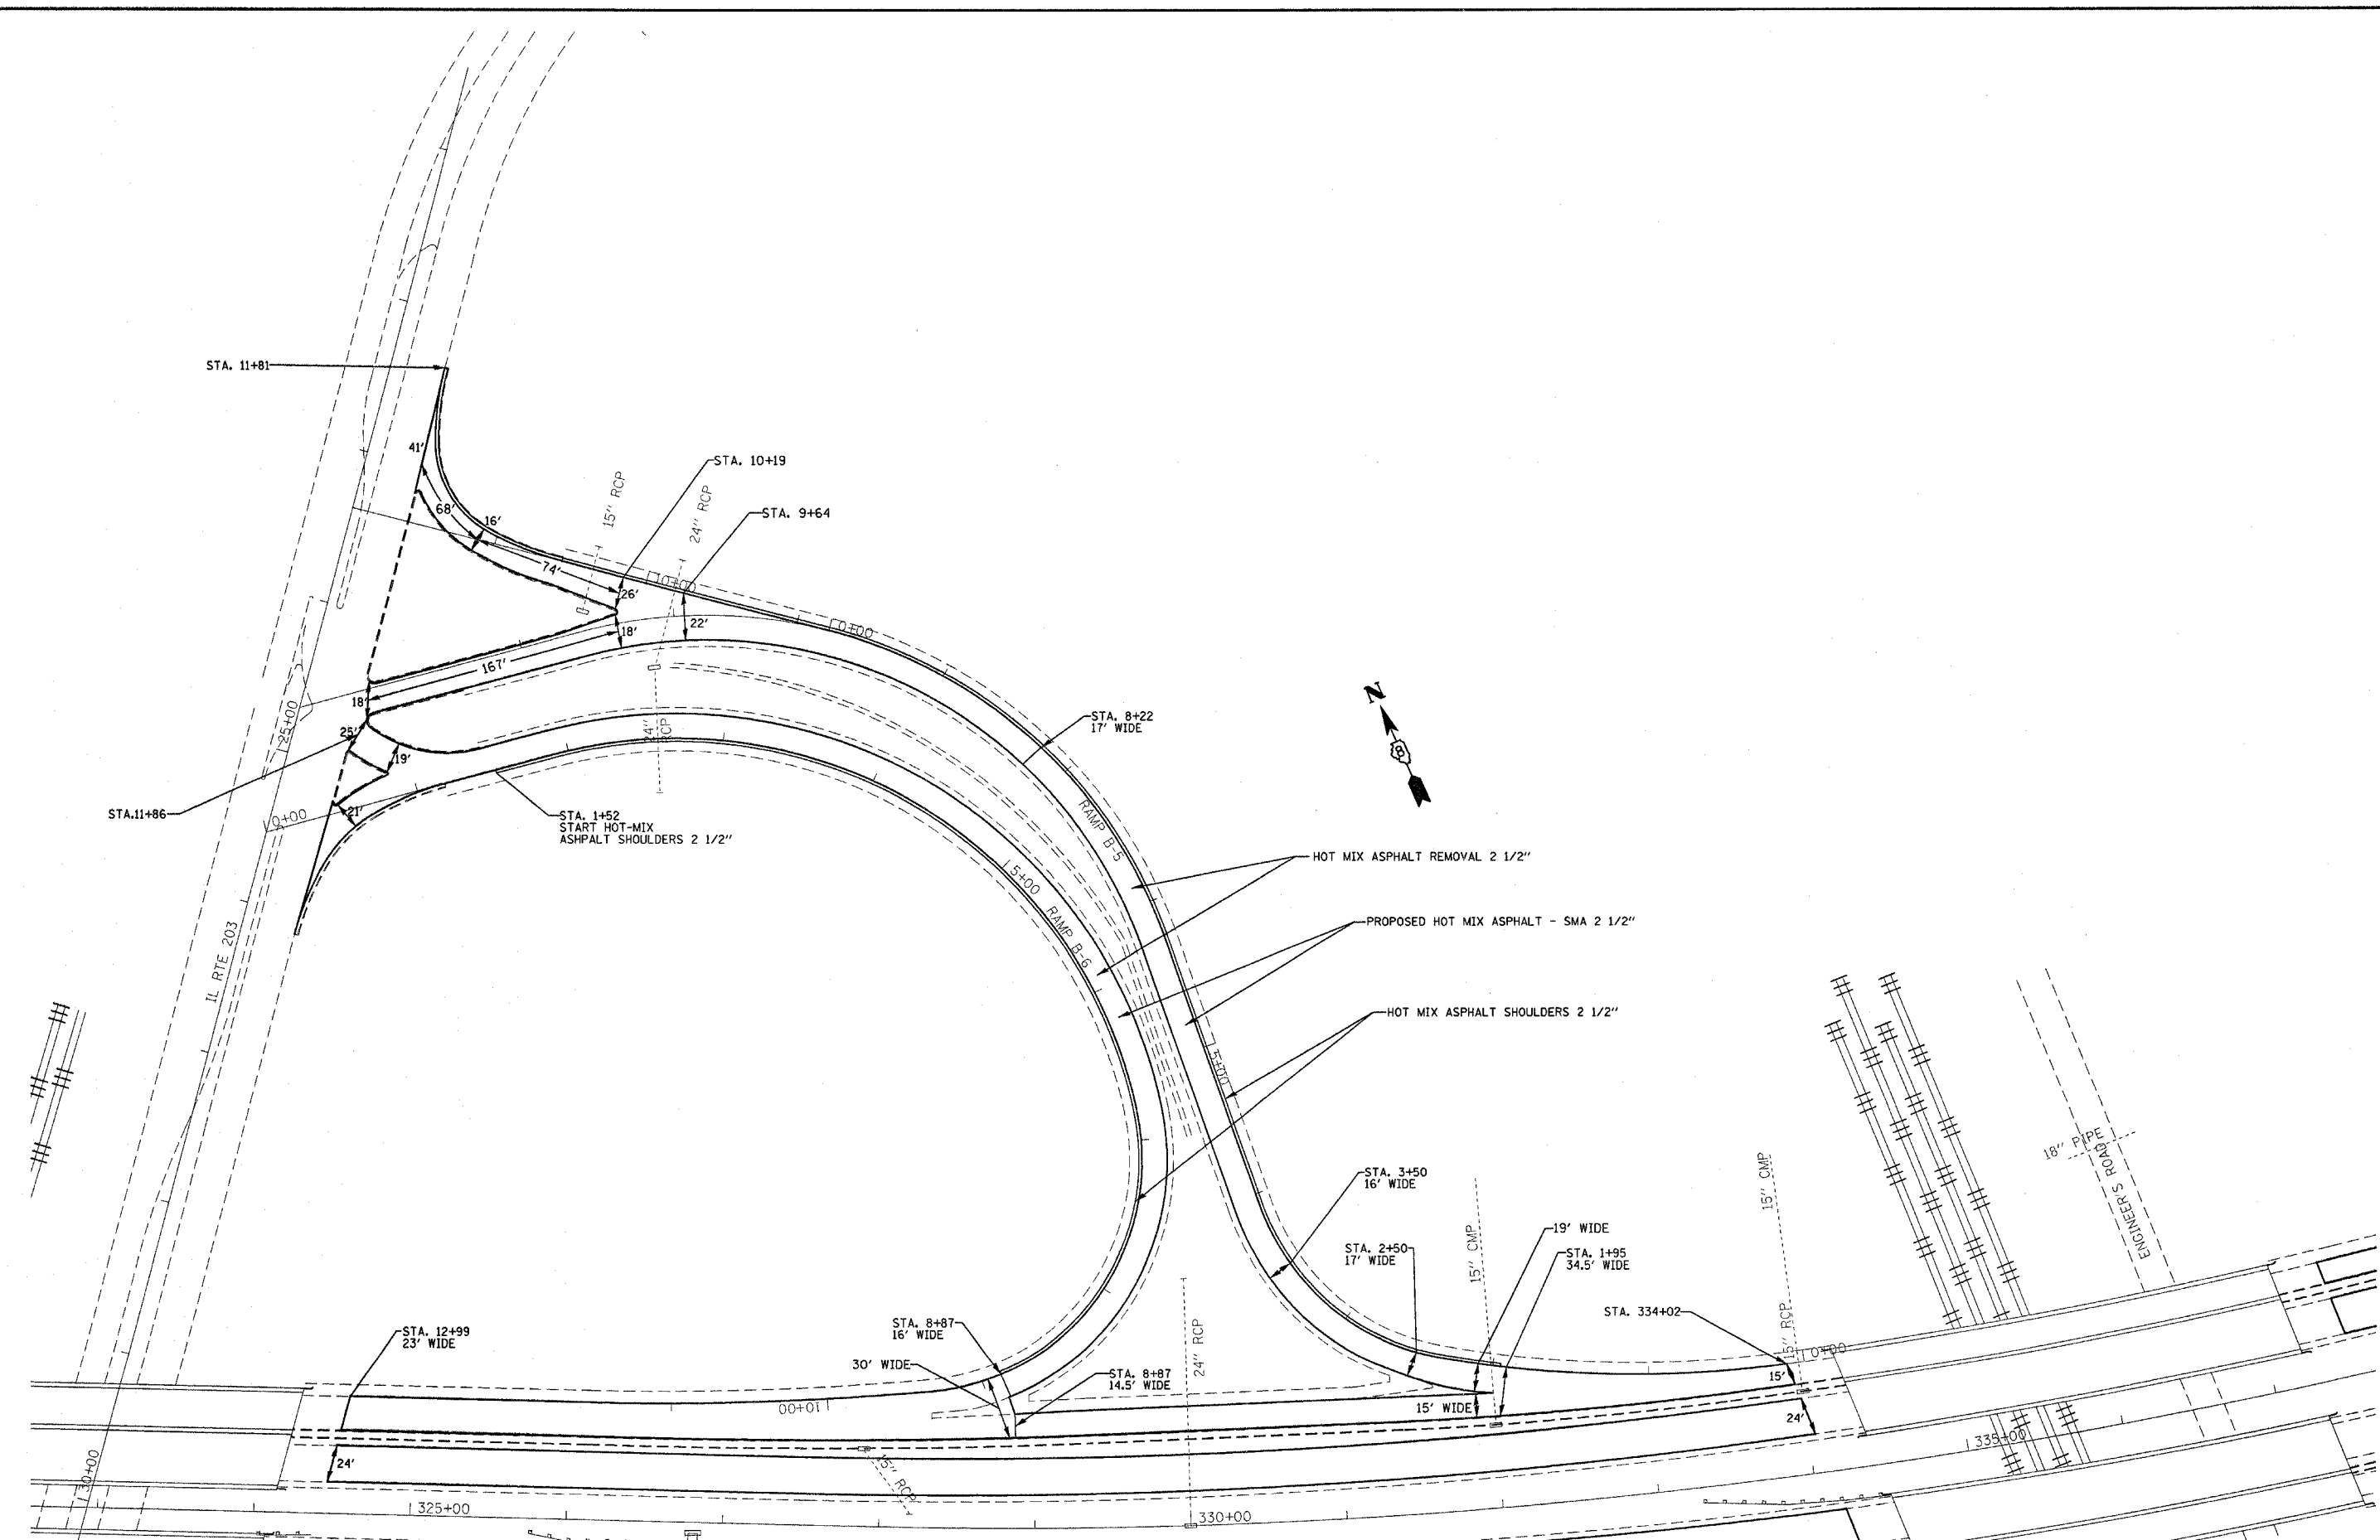 STA. 11+81
41'
68'
16'
15" RCP
STA. 10+19
24" RCP
STA. 9+64
74'
26'
10+00
22'
18'
10+00
167'
18'
25+00
25'
19'
24" RCP
STA. 8+22
17' WIDE
N
8
STA.11+86
21'
0+00
STA. 1+52
START HOT-MIX
ASHPALT SHOULDERS 2 1/2"
RAMP B-5
5+00
RAMP B-6
HOT MIX ASPHALT REMOVAL 2 1/2"
PROPOSED HOT MIX ASPHALT - SMA 2 1/2"
HOT MIX ASPHALT SHOULDERS 2 1/2"
IL RTE 203
5+00
18" PIPE
ENGINEER'S ROAD
STA. 3+50
16' WIDE
15" CMP
15" CMP
19' WIDE
STA. 2+50
17' WIDE
STA. 1+95
34.5' WIDE
STA. 334+02
15" RCP
0+00
STA. 12+99
23' WIDE
STA. 8+87
16' WIDE
30' WIDE
STA. 8+87
14.5' WIDE
24" RCP
15'
15' WIDE
10+00
24'
335+00
24'
30+00
15" RCP
325+00
330+00